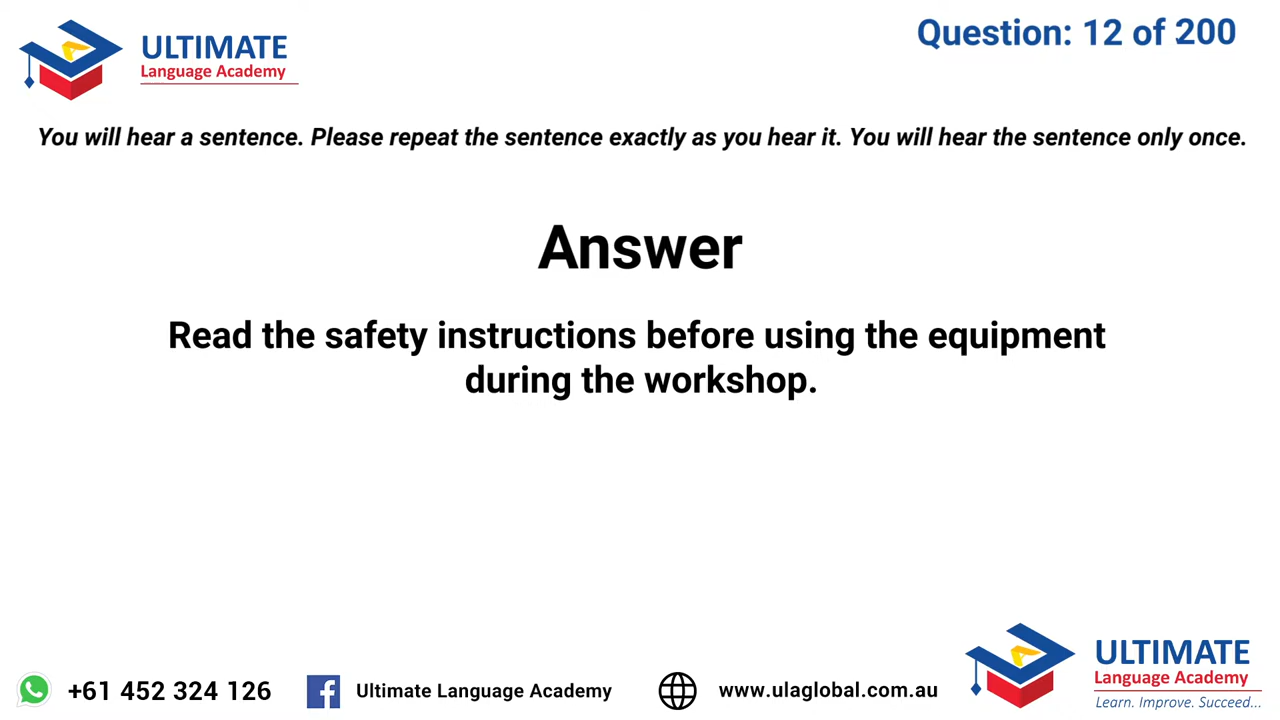 ULTIMATE
Language Academy
Question: 12 of 200
You will hear a sentence. Please repeat the sentence exactly as you hear it. You will hear the sentence only once.
Answer
Read the safety instructions before using the equipment
during the workshop.
+61 452 324 126
Ultimate Language Academy
www.ulaglobal.com.au
ULTIMATE
Language Academy
Learn. Improve. Succeed...